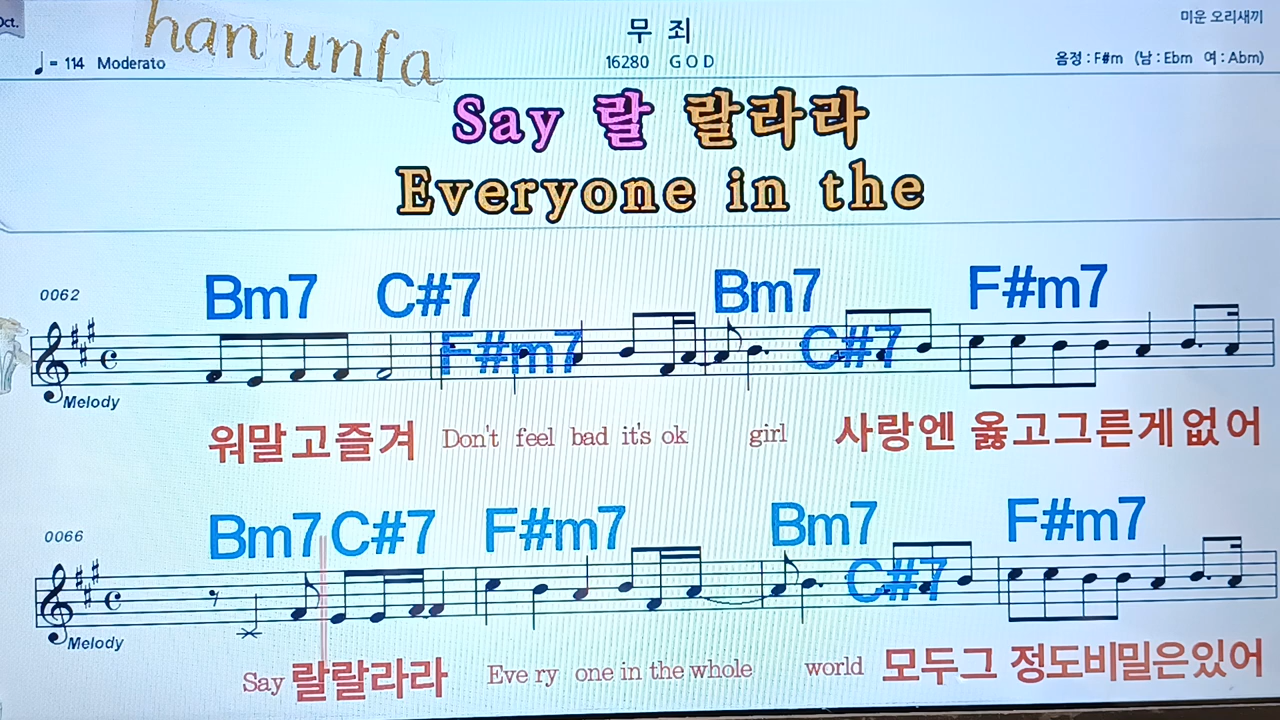 Oct.
han unfa
무 죄
미운 오리새끼
♩= 114 Moderato
16280 G O D
음정 : F#m (남 : Ebm 여 : Abm)
Say 랄 랄라라
Everyone in the
0062
Bm7 C#7 F#m7 Bm7 C#7 F#m7
Melody
워말고즐겨 Don't feel bad it's ok girl 사랑엔 옳고그른게없어
0066
Bm7 C#7 F#m7 Bm7 C#7 F#m7
Melody
Say 랄랄라라 Eve ry one in the whole world 모두그 정도비밀은있어